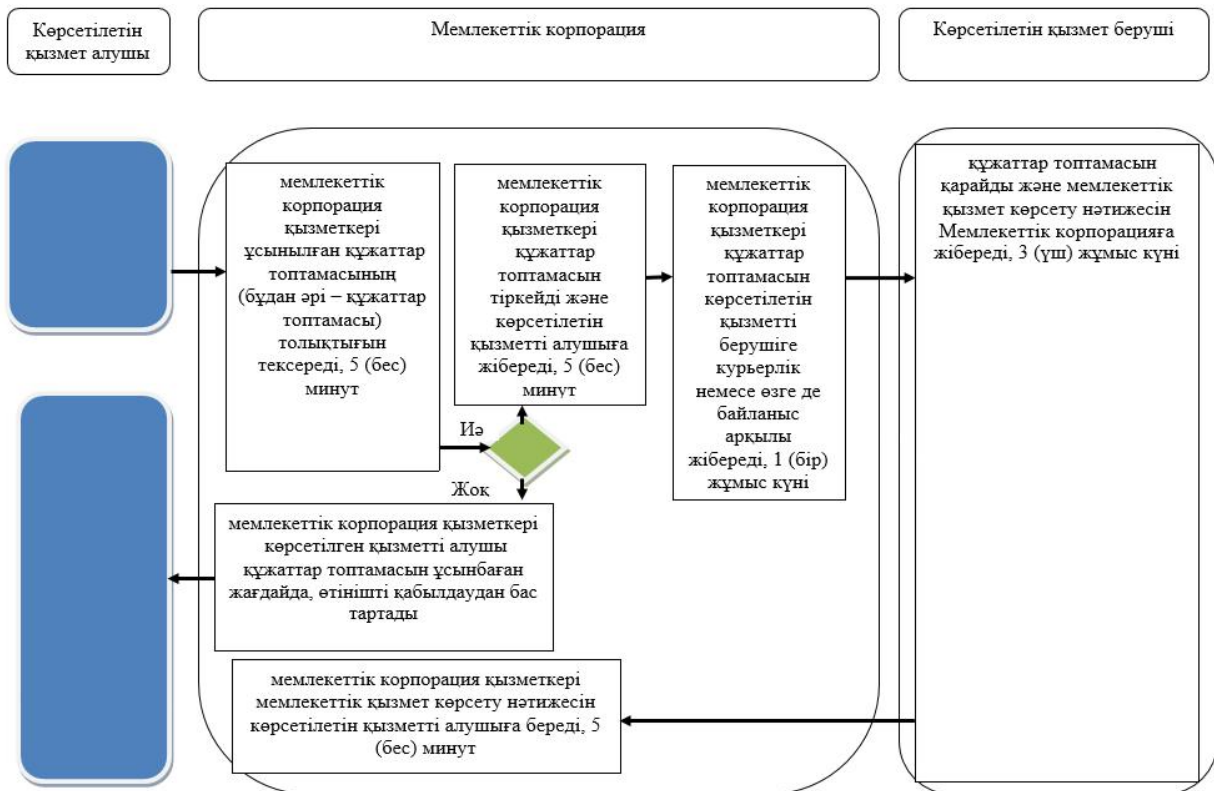 Көрсетілетін
қызмет алушы
Мемлекеттік корпорация
Көрсетілетін қызмет беруші
мемлекеттік
корпорация
қызметкері
ұсынылған құжаттар
топтамасының
(бұдан әрі – құжаттар
топтамасы)
толықтығын
тексереді, 5 (бес)
минут
мемлекеттік
корпорация
қызметкері
құжаттар
топтамасын
тіркейді және
көрсетілетін
қызметті алушыға
жібереді, 5 (бес)
минут
мемлекеттік
корпорация
қызметкері
құжаттар
топтамасын
көрсетілетін
қызметті
берушіге
курьерлік
немесе өзге де
байланыс
арқылы
жібереді, 1 (бір)
жұмыс күні
құжаттар топтамасын
қарайды және мемлекеттік
қызмет көрсету нәтижесін
Мемлекеттік корпорацияға
жібереді, 3 (үш) жұмыс күні
Иә
Жоқ
мемлекеттік корпорация қызметкері
көрсетілген қызметті алушы
құжаттар топтамасын ұсынбаған
жағдайда, өтінішті қабылдаудан бас
тартады
мемлекеттік корпорация қызметкері
мемлекеттік қызмет көрсету нәтижесін
көрсетілетін қызметті алушыға береді, 5
(бес) минут